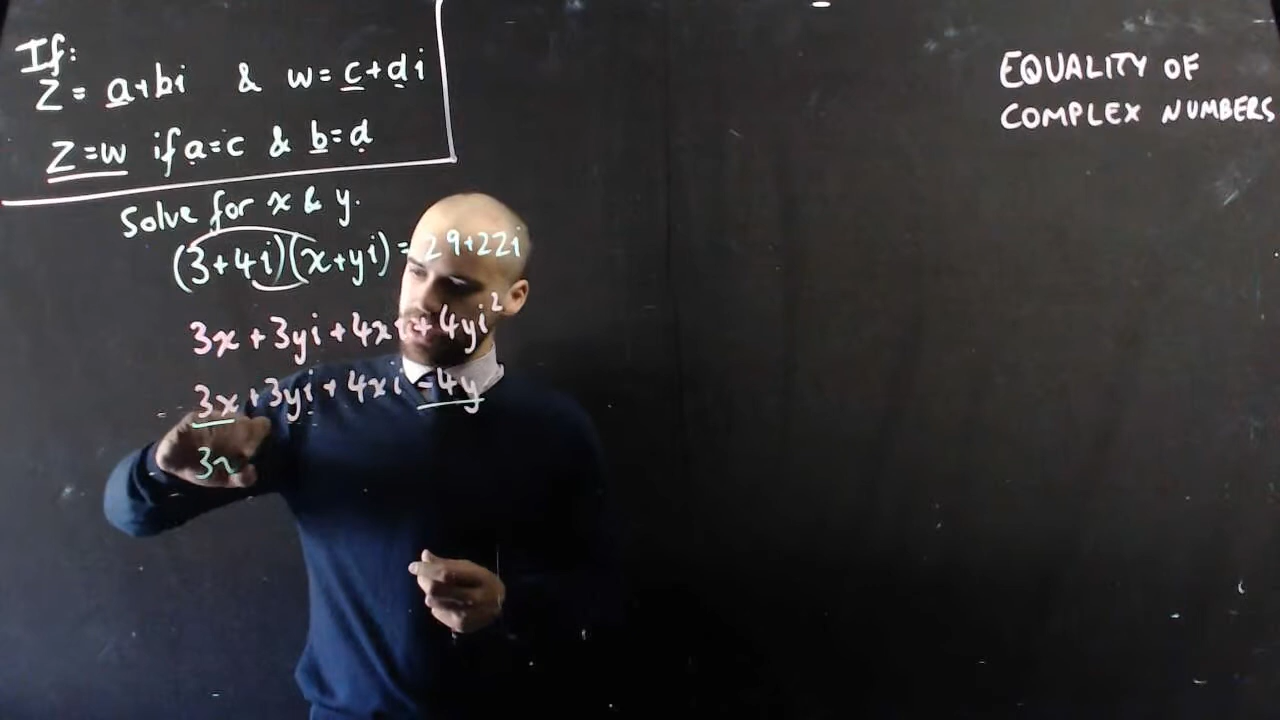 If:
Z = a+bi & w= c+di
Z=w if a=c & b=d
EQUALITY OF
COMPLEX NUMBERS
Solve for x & y.
(3+4i)(x+yi) = 29+22i
3x +3yi +4xi + 4yi²
3x +3yi + 4xi -4y
3x